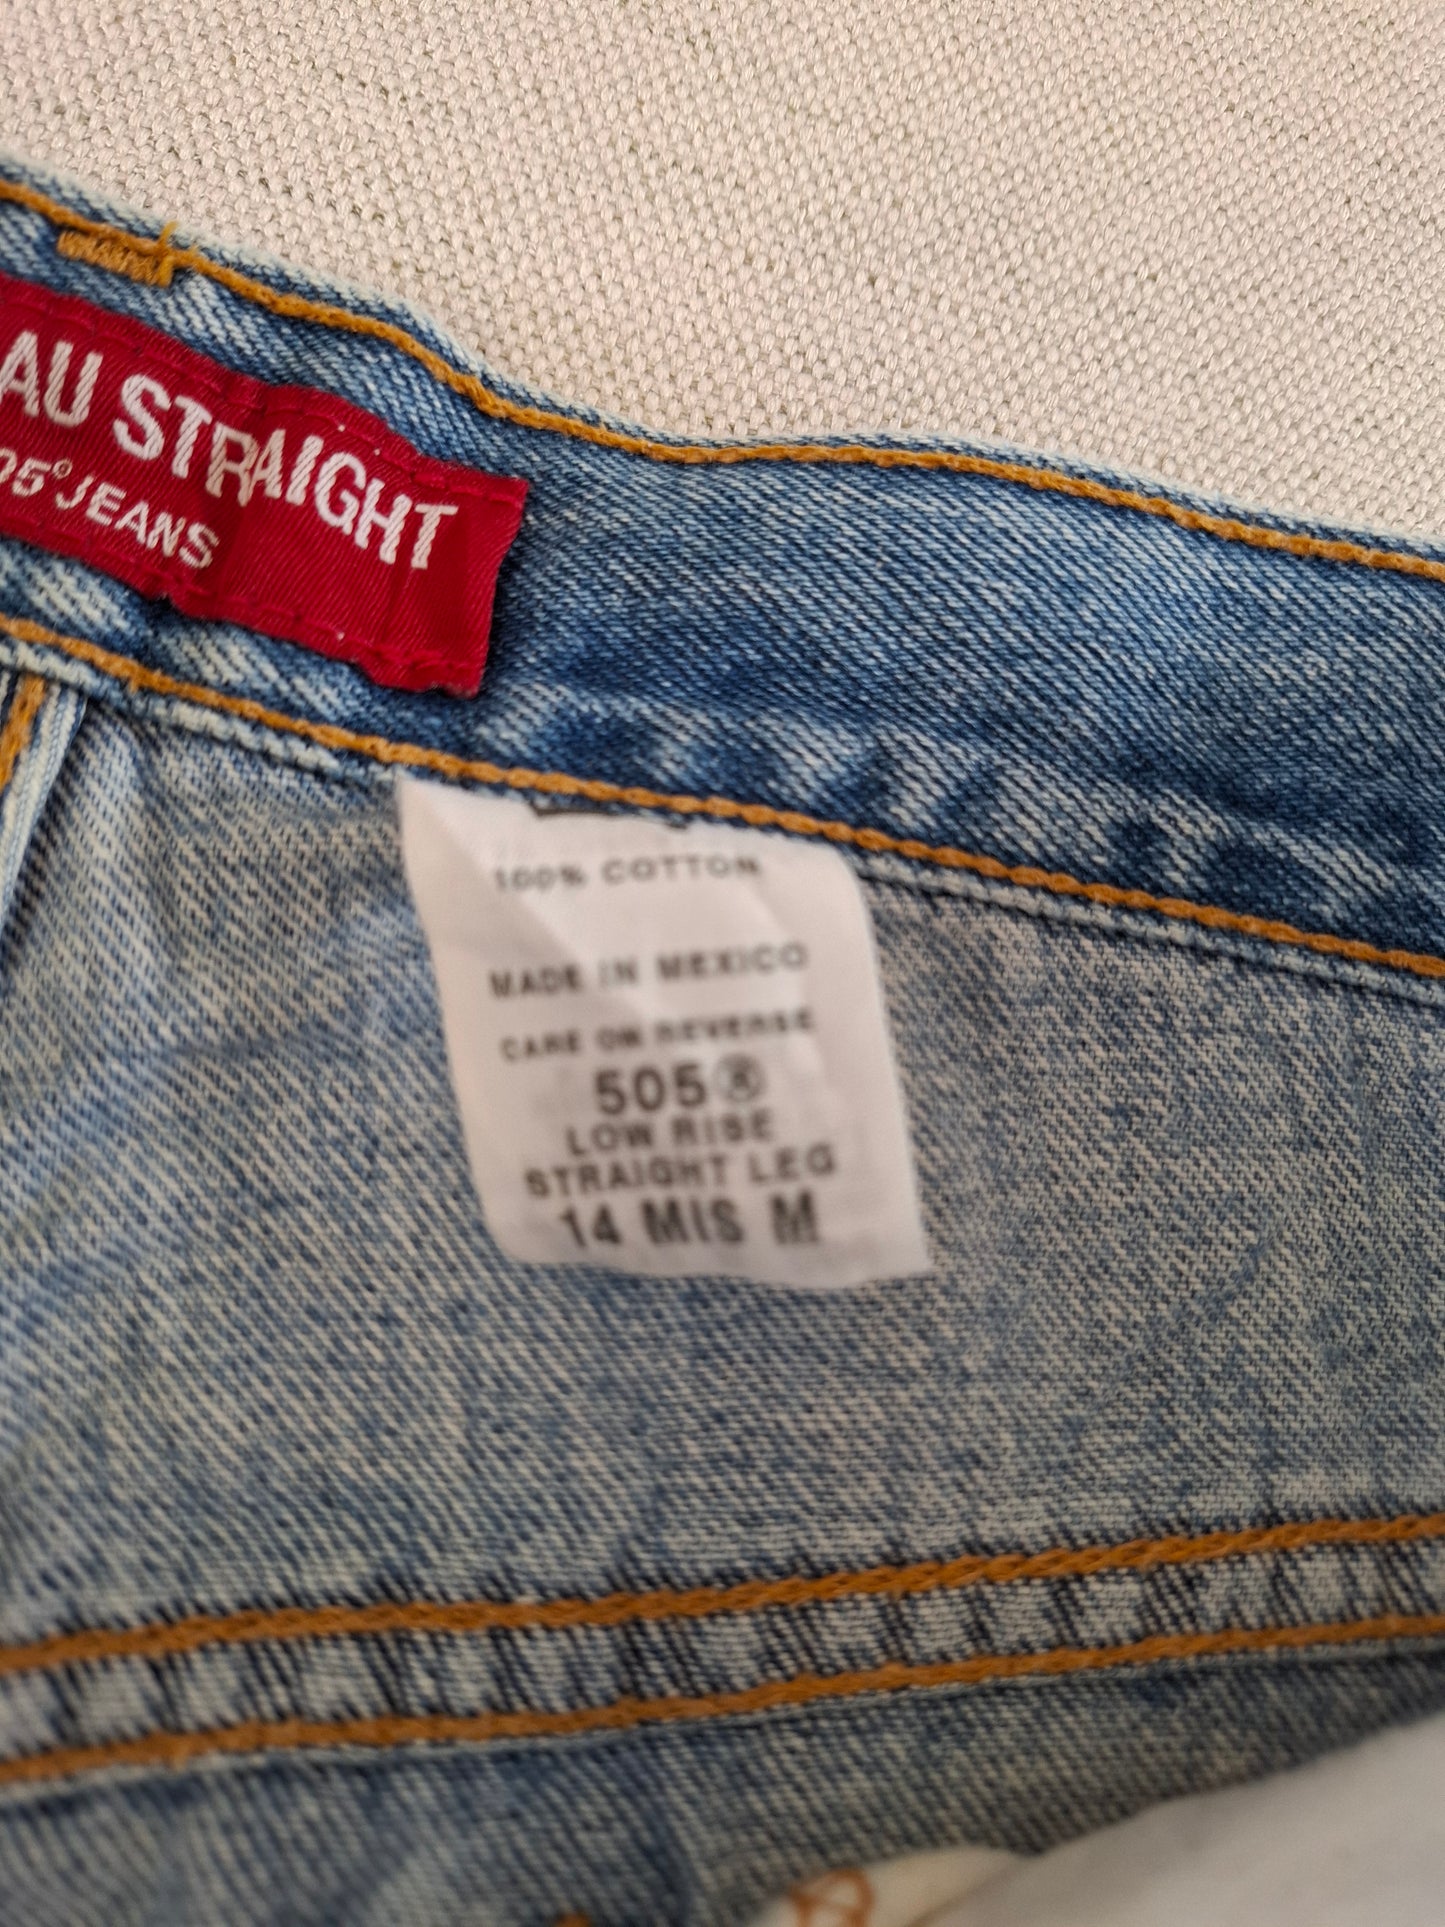 AU STRAIGHT
05° JEANS
100% COTTON
MADE IN MEXICO
CARE ON REVERSE
505®
LOW RISE
STRAIGHT LEG
14 MIS M